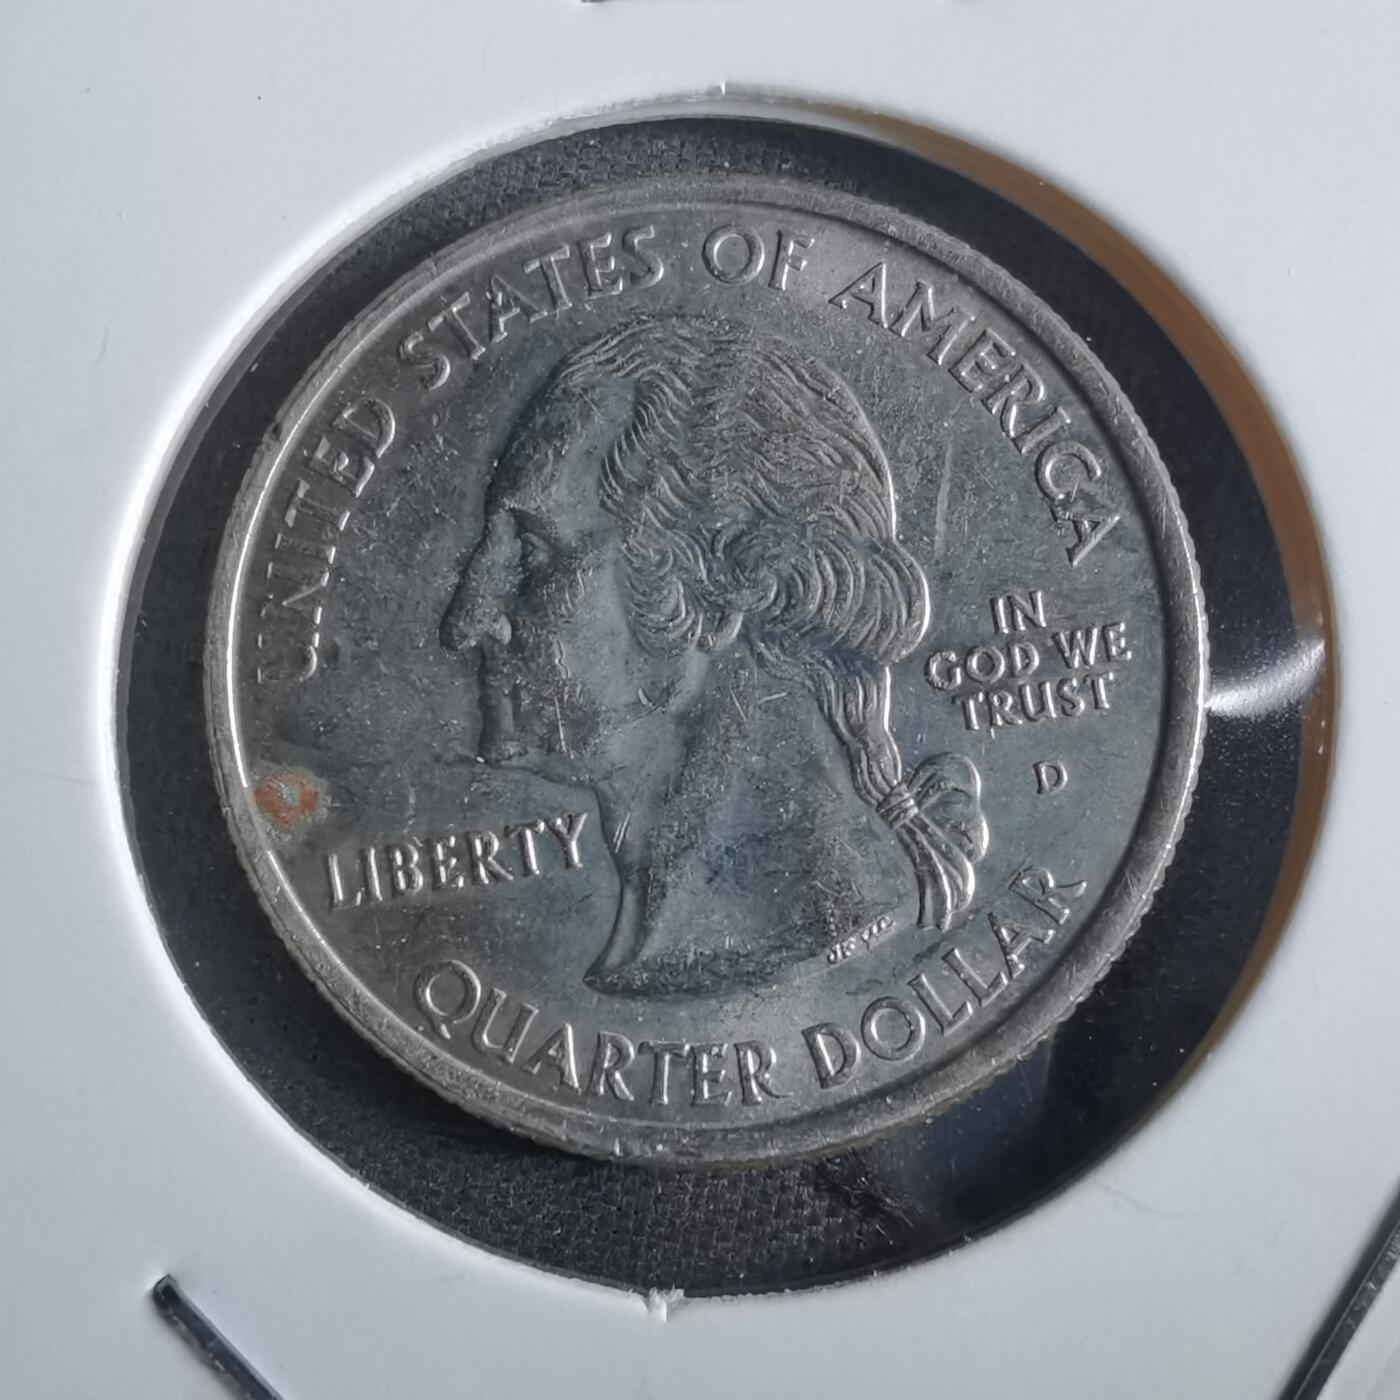 UNITED STATES OF AMERICA
IN
GOD WE
TRUST
D
LIBERTY
QUARTER DOLLAR